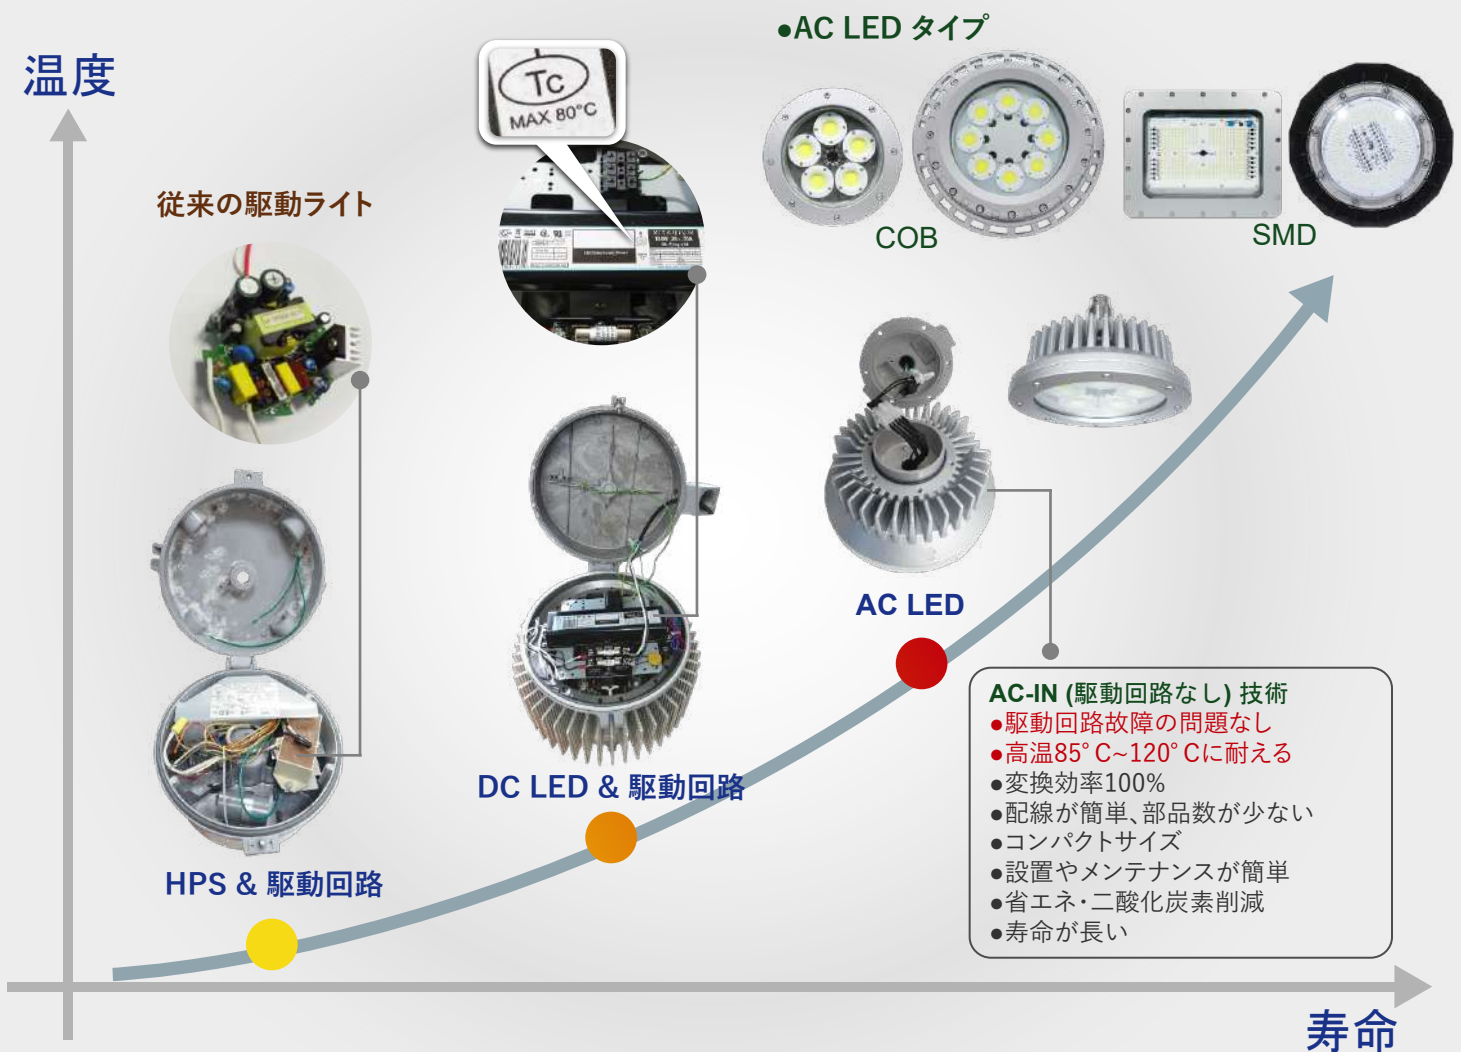 ●AC LED タイプ
温度
Tc
MAX 80°C
従来の駆動ライト
COB
SMD
AC LED
DC LED & 駆動回路
HPS & 駆動回路
AC-IN (駆動回路なし) 技術
●駆動回路故障の問題なし
●高温85°C~120°Cに耐える
●変換効率100%
●配線が簡単、部品数が少ない
●コンパクトサイズ
●設置やメンテナンスが簡単
●省エネ・二酸化炭素削減
●寿命が長い
寿命